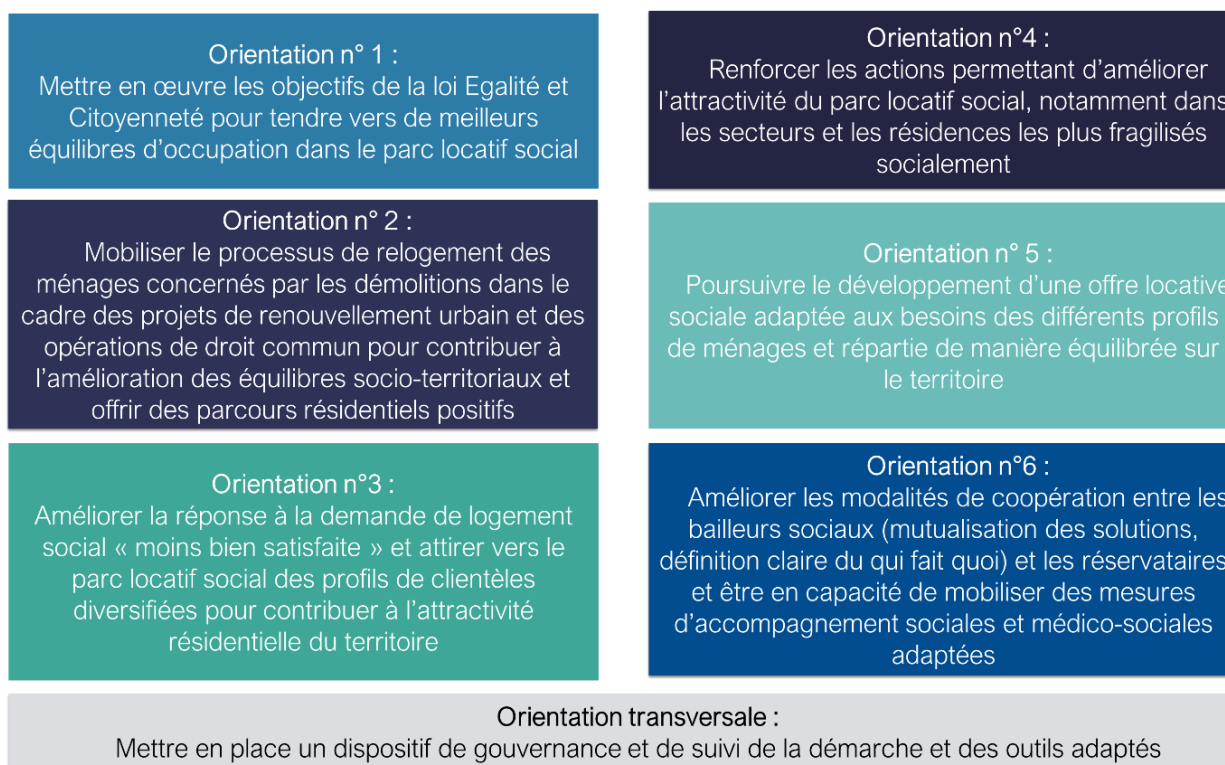 Orientation n° 1 :
Mettre en œuvre les objectifs de la loi Egalité et
Citoyenneté pour tendre vers de meilleurs
équilibres d'occupation dans le parc locatif social
Orientation n° 2 :
Mobiliser le processus de relogement des
ménages concernés par les démolitions dans le
cadre des projets de renouvellement urbain et des
opérations de droit commun pour contribuer à
l'amélioration des équilibres socio-territoriaux et
offrir des parcours résidentiels positifs
Orientation n°3 :
Améliorer la réponse à la demande de logement
social « moins bien satisfaite » et attirer vers le
parc locatif social des profils de clientèles
diversifiées pour contribuer à l'attractivité
résidentielle du territoire
Orientation n°4 :
Renforcer les actions permettant d'améliorer
l'attractivité du parc locatif social, notamment dans
les secteurs et les résidences les plus fragilisés
socialement
Orientation n° 5 :
Poursuivre le développement d'une offre locative
sociale adaptée aux besoins des différents profils
de ménages et répartie de manière équilibrée sur
le territoire
Orientation n°6 :
Améliorer les modalités de coopération entre les
bailleurs sociaux (mutualisation des solutions,
définition claire du qui fait quoi) et les réservataires
et être en capacité de mobiliser des mesures
d'accompagnement sociales et médico-sociales
adaptées
Orientation transversale :
Mettre en place un dispositif de gouvernance et de suivi de la démarche et des outils adaptés